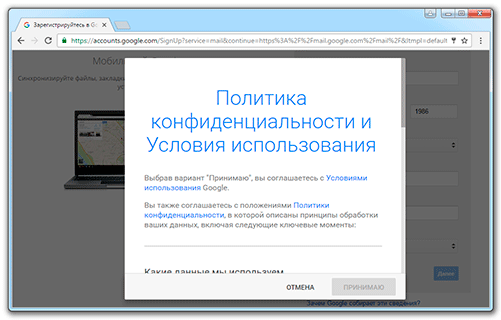 Зарегистрируйтесь в Go
https://accounts.google.com/SignUp?service=mail&continue=https%3A%2F%2Fmail.google.com%2Fmail%2F&ltmpl=default
Мобиль
Синхронизируйте файлы, заклад
Политика
конфиденциальности и
Условия использования
1986
Выбрав вариант "Принимаю", вы соглашаетесь с Условиями
использования Google.
Вы также соглашаетесь с положениями Политики
конфиденциальности, в которой описаны принципы обработки
ваших данных, включая следующие ключевые моменты:
Какие данные мы используем
Далее
ОТМЕНА
ПРИНИМАЮ
Зачем Google собирает эти сведения?